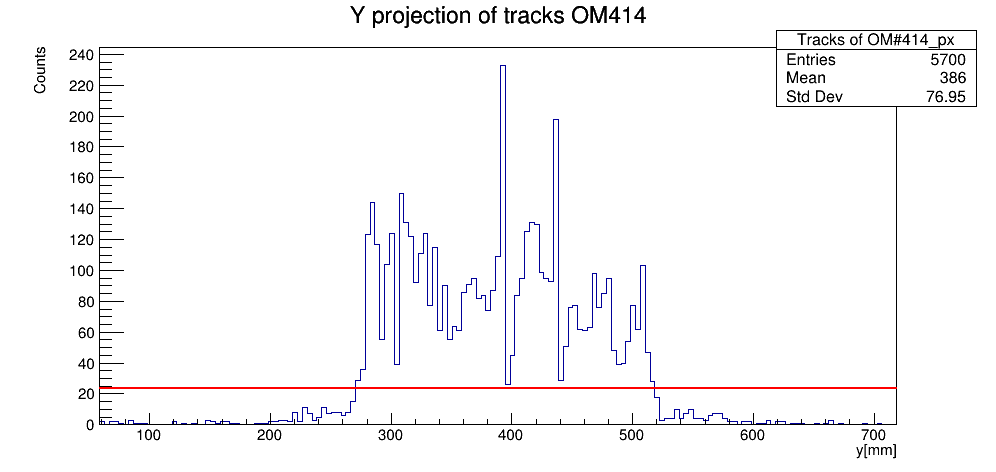 Y projection of tracks OM414
Tracks of OM#414_px
Entries 5700
Mean 386
Std Dev 76.95
Counts
240
220
200
180
160
140
120
100
80
60
40
20
0
100 200 300 400 500 600 700
y[mm]